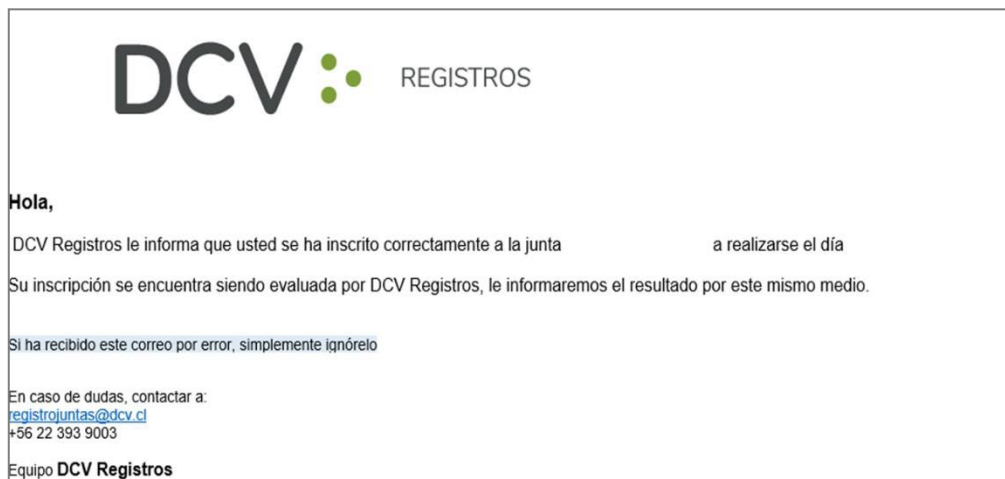 DCV REGISTROS
Hola,
DCV Registros le informa que usted se ha inscrito correctamente a la junta a realizarse el día
Su inscripción se encuentra siendo evaluada por DCV Registros, le informaremos el resultado por este mismo medio.
Si ha recibido este correo por error, simplemente ignórelo
En caso de dudas, contactar a:
registrojuntas@dcv.cl
+56 22 393 9003
Equipo DCV Registros